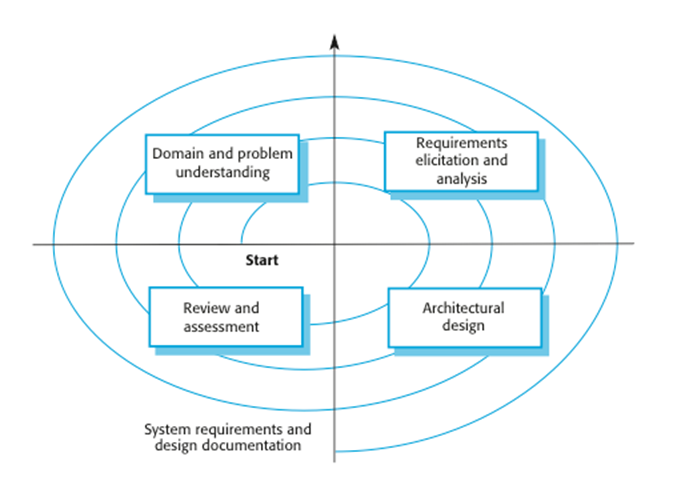 Domain and problem
understanding
Requirements
elicitation and
analysis
Start
Review and
assessment
Architectural
design
System requirements and
design documentation